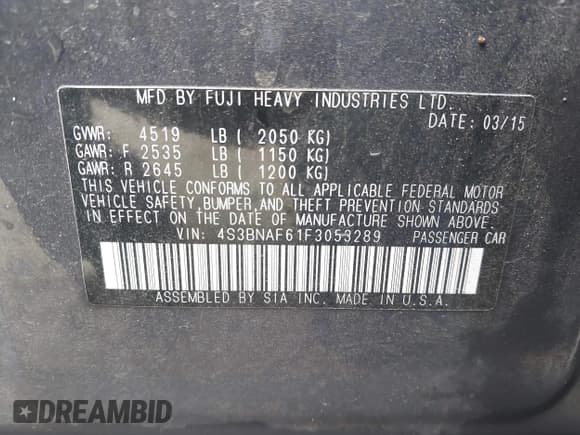 MFD BY FUJI HEAVY INDUSTRIES LTD.
DATE: 03/15
GVWR: 4519 LB ( 2050 KG)
GAWR: F 2535 LB ( 1150 KG)
GAWR: R 2645 LB ( 1200 KG)
THIS VEHICLE CONFORMS TO ALL APPLICABLE FEDERAL MOTOR
VEHICLE SAFETY,BUMPER,AND THEFT PREVENTION STANDARDS
IN EFFECT ON THE DATE OF MANUFACTURE SHOWN ABOVE.
VIN: 4S3BNAF61F3053289 PASSENGER CAR
ASSEMBLED BY SIA INC. MADE IN U.S.A.
DREAMBID